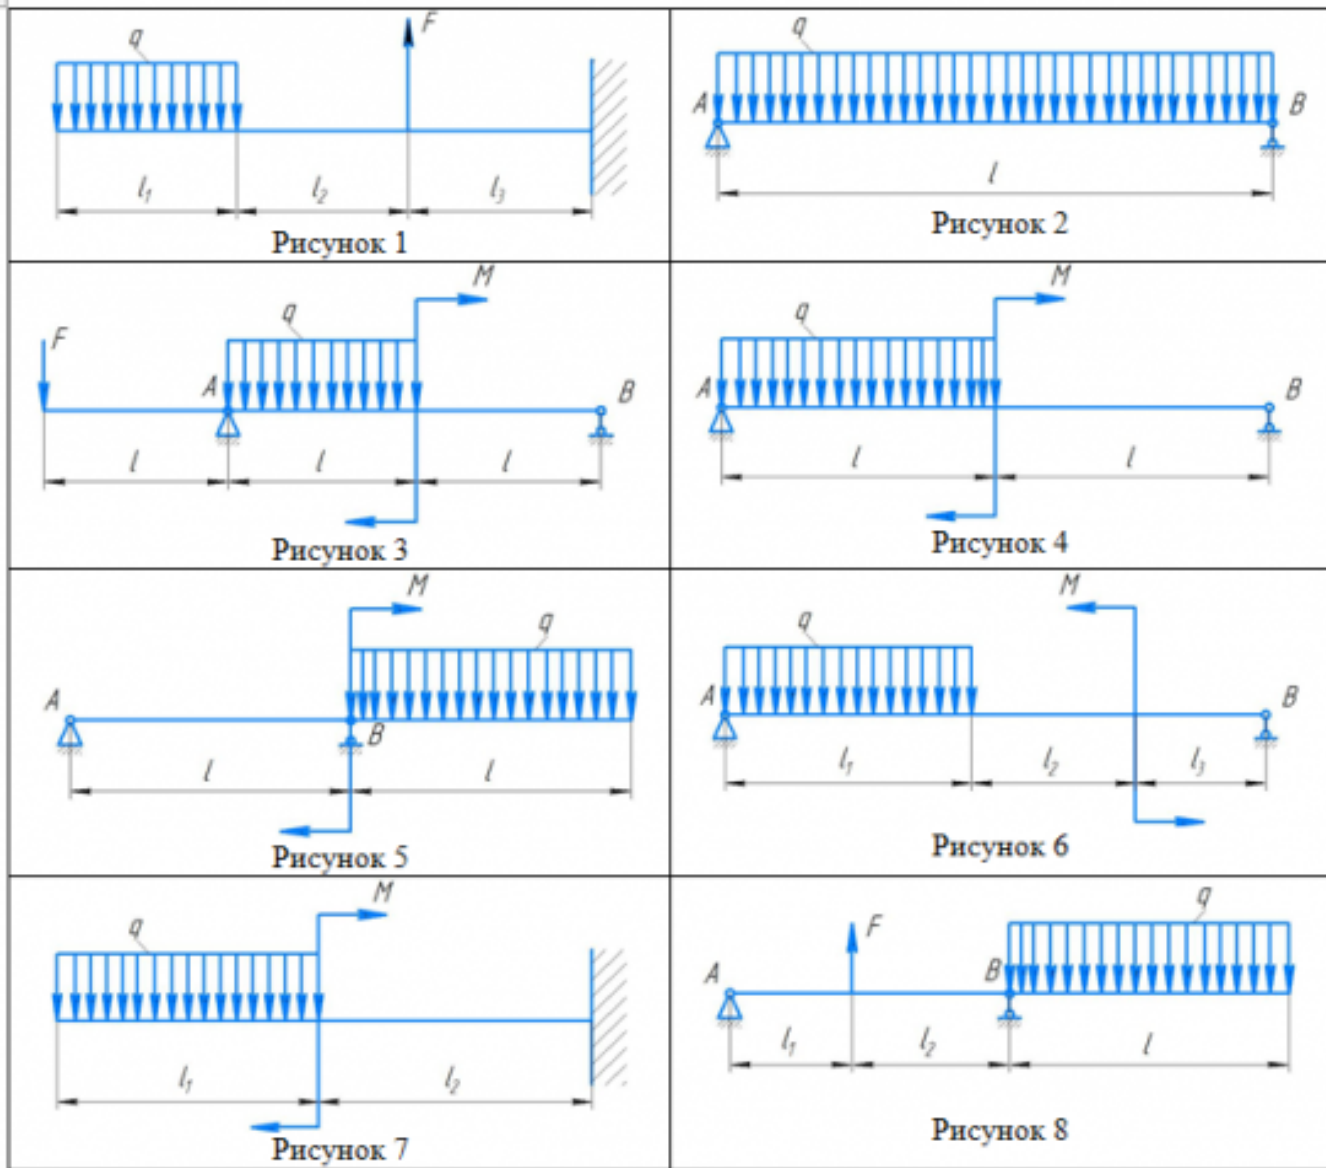 q
F
l₁
l₂
l₃
Рисунок 1
q
A
B
l
Рисунок 2
M
F
q
A
B
l
l
l
Рисунок 3
M
q
A
B
l
l
Рисунок 4
M
q
A
B
l
l
Рисунок 5
M
q
A
B
l₁
l₂
l₃
Рисунок 6
M
q
l₁
l₂
Рисунок 7
q
F
A
B
l₁
l₂
l
Рисунок 8